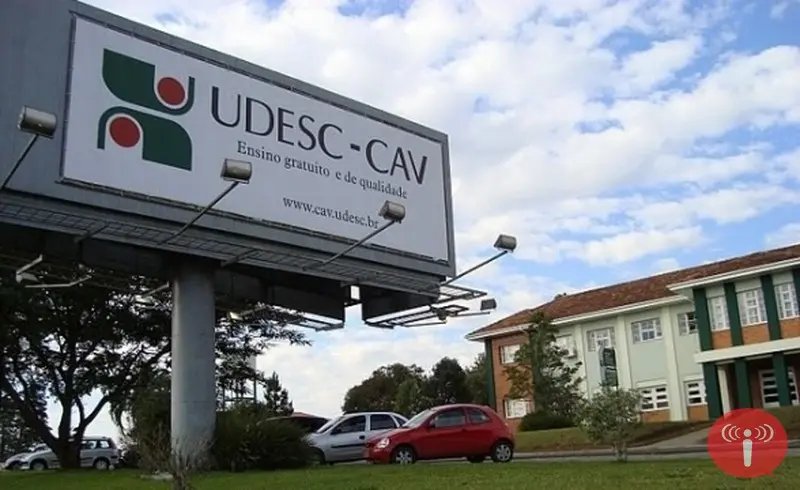 UDESC-CAV
Ensino gratuito e de qualidade
www.cav.udesc.br